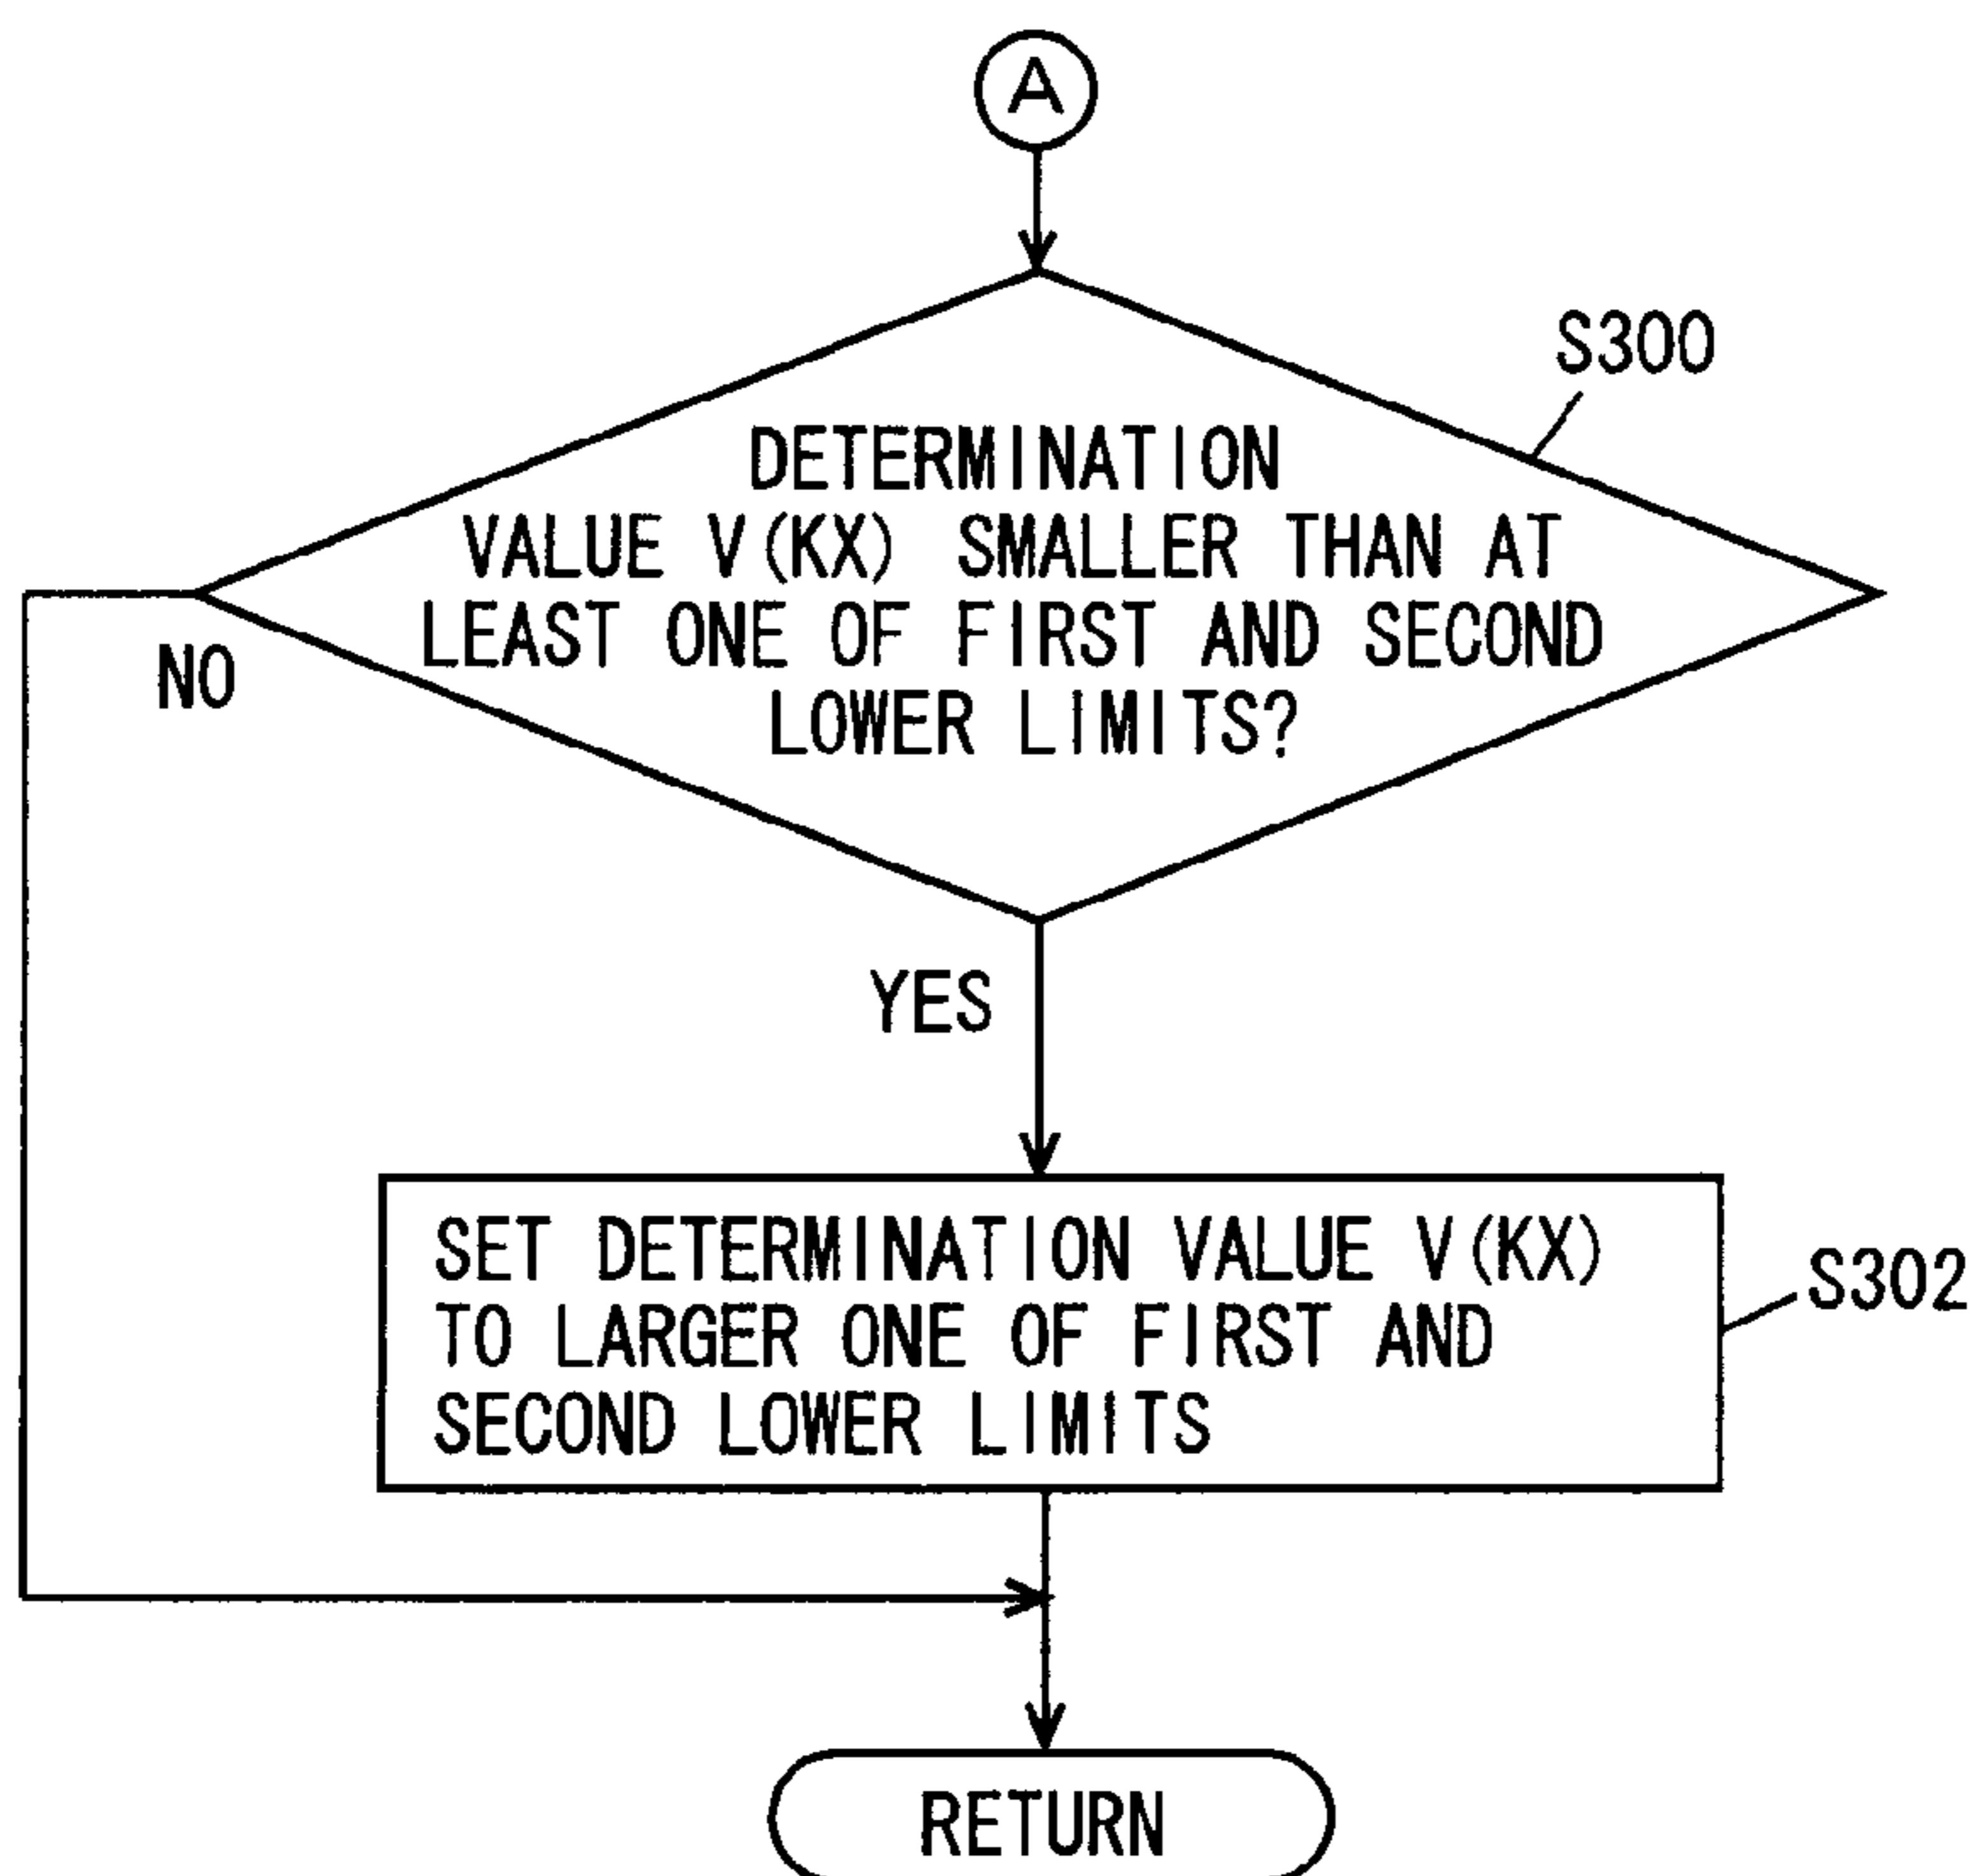 A
S300
DETERMINATION
VALUE V(KX) SMALLER THAN AT
LEAST ONE OF FIRST AND SECOND
LOWER LIMITS?
NO
YES
SET DETERMINATION VALUE V(KX)
TO LARGER ONE OF FIRST AND
SECOND LOWER LIMITS
S302
RETURN